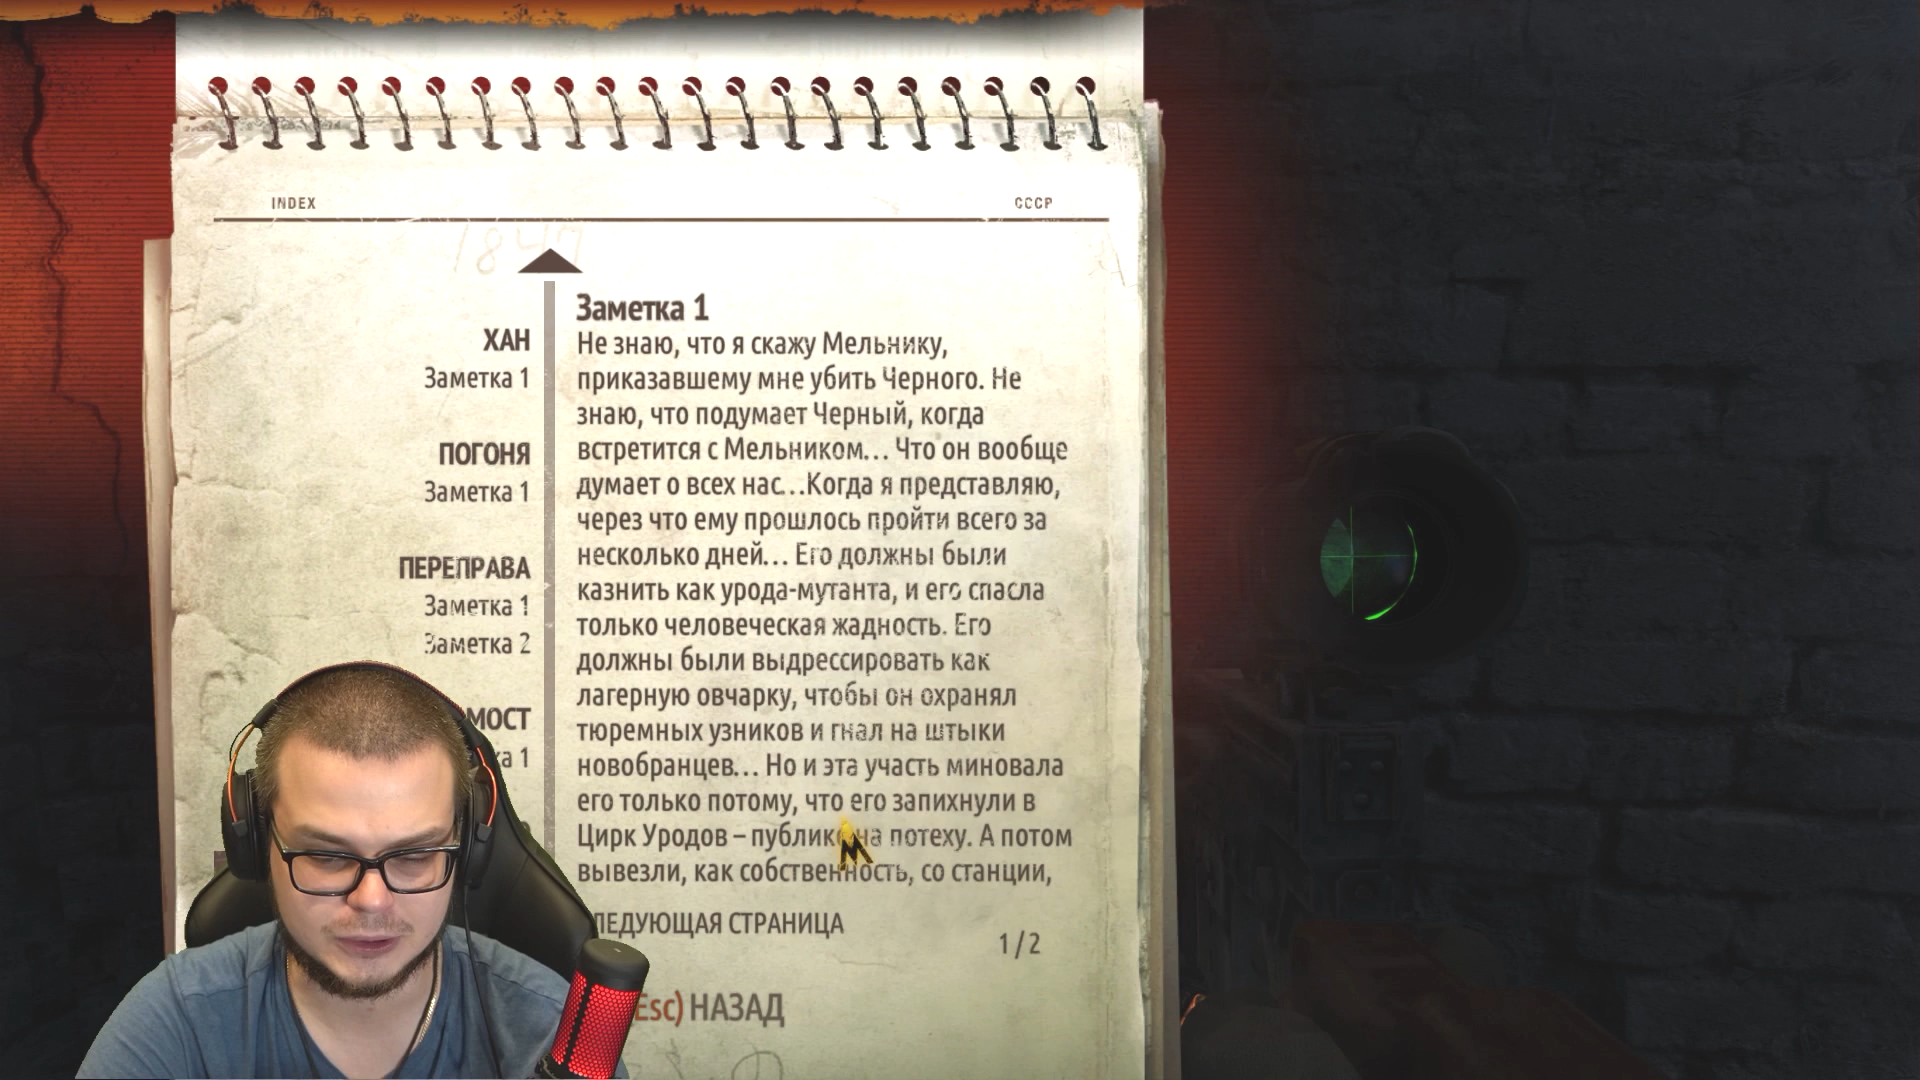 INDEX
СССР
ХАН
Заметка 1
ПОГОНЯ
Заметка 1
ПЕРЕПРАВА
Заметка 1
Заметка 2
МОСТ
ка 1
Заметка 1
Не знаю, что я скажу Мельнику,
приказавшему мне убить Черного. Не
знаю, что подумает Черный, когда
встретится с Мельником... Что он вообще
думает о всех нас...Когда я представляю,
через что ему прошлось пройти всего за
несколько дней... Его должны были
казнить как урода-мутанта, и его спасла
только человеческая жадность. Его
должны были выдрессировать как
лагерную овчарку, чтобы он охранял
тюремных узников и гнал на штыки
новобранцев... Но и эта участь миновала
его только потому, что его запихнули в
Цирк Уродов – публике на потеху. А потом
вывезли, как собственность, со станции,
ЛЕДУЮЩАЯ СТРАНИЦА
1 / 2
Esc) НАЗАД